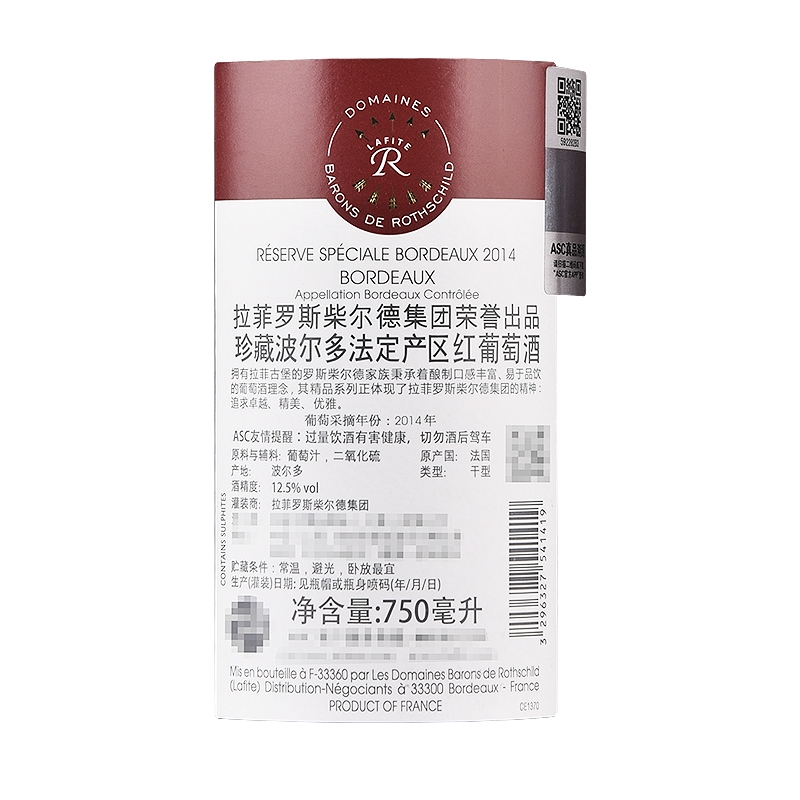 DOMAINES
LAFITE
R
BARONS DE ROTHSCHILD
59229283
ASC真品
RÉSERVE SPÉCIALE BORDEAUX 2014
BORDEAUX
Appellation Bordeaux Contrôlée
拉菲罗斯柴尔德集团荣誉出品
珍藏波尔多法定产区红葡萄酒
拥有拉菲古堡的罗斯柴尔德家族秉承着酿制口感丰富、易于品饮
的葡萄酒理念，其精品系列正体现了拉菲罗斯柴尔德集团的精神：
追求卓越、精美、优雅。
葡萄采摘年份：2014年
ASC友情提醒：过量饮酒有害健康，切勿酒后驾车
原料与辅料: 葡萄汁，二氧化硫 原产国: 法国
产地: 波尔多 类型: 干型
酒精度: 12.5% vol
灌装商: 拉菲罗斯柴尔德集团
CONTAINS SULPHITES
贮藏条件：常温，避光，卧放最宜
生产(灌装)日期: 见瓶帽或瓶身喷码(年/月/日)
净含量:750毫升
3 296327 541419
Mis en bouteille à F-33360 par Les Domaines Barons de Rothschild
(Lafite) Distribution-Négociants à 33300 Bordeaux - France
PRODUCT OF FRANCE
CE1370